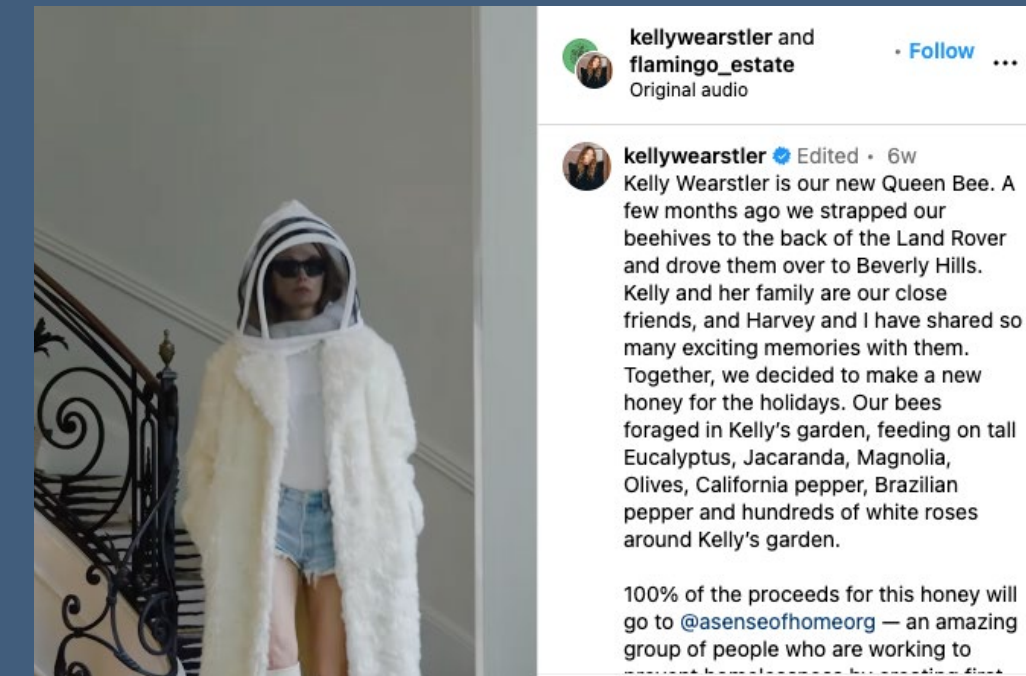 kellywearstler and
flamingo_estate
• Follow
Original audio
kellywearstler Edited • 6w
Kelly Wearstler is our new Queen Bee. A
few months ago we strapped our
beehives to the back of the Land Rover
and drove them over to Beverly Hills.
Kelly and her family are our close
friends, and Harvey and I have shared so
many exciting memories with them.
Together, we decided to make a new
honey for the holidays. Our bees
foraged in Kelly’s garden, feeding on tall
Eucalyptus, Jacaranda, Magnolia,
Olives, California pepper, Brazilian
pepper and hundreds of white roses
around Kelly’s garden.
100% of the proceeds for this honey will
go to @asenseofhomeorg — an amazing
group of people who are working to
prevent homelessness by creating first